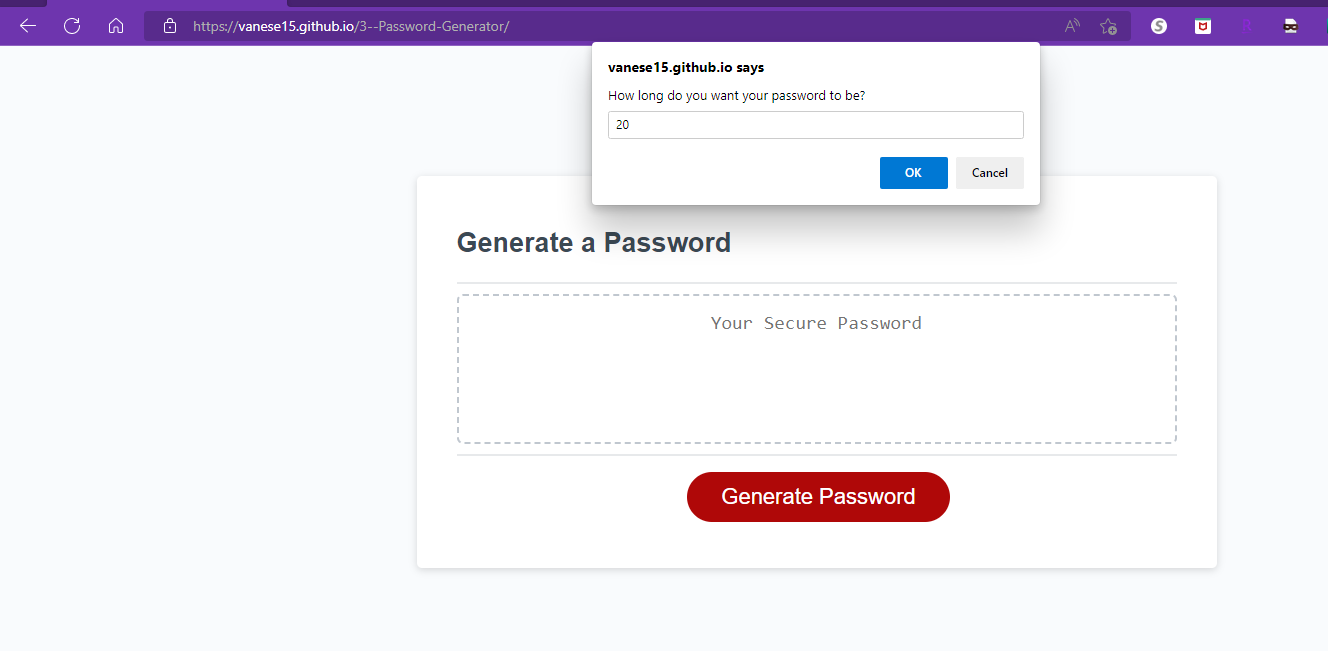 https://vanese15.github.io/3--Password-Generator/
vanese15.github.io says
How long do you want your password to be?
20
OK Cancel
Generate a Password
Your Secure Password
Generate Password